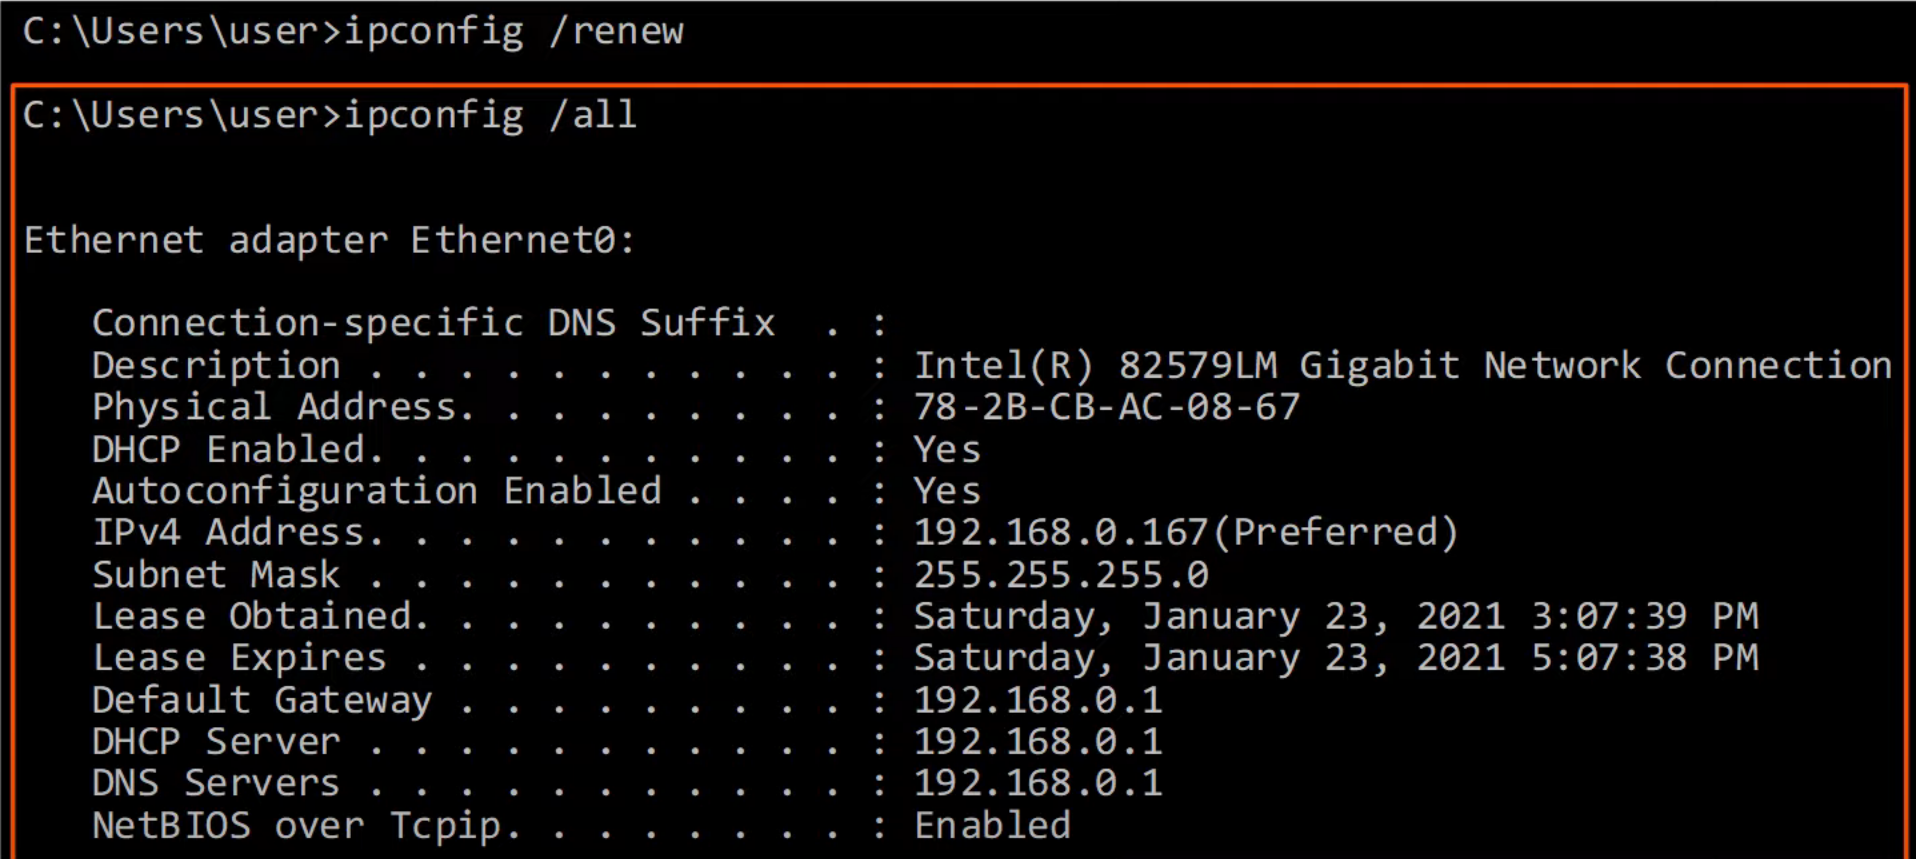 C:\Users\user>ipconfig /renew
C:\Users\user>ipconfig /all
Ethernet adapter Ethernet0:
Connection-specific DNS Suffix  . :
Description . . . . . . . . . . . : Intel(R) 82579LM Gigabit Network Connection
Physical Address. . . . . . . . . : 78-2B-CB-AC-08-67
DHCP Enabled. . . . . . . . . . . : Yes
Autoconfiguration Enabled . . . . : Yes
IPv4 Address. . . . . . . . . . . : 192.168.0.167(Preferred)
Subnet Mask . . . . . . . . . . . : 255.255.255.0
Lease Obtained. . . . . . . . . . : Saturday, January 23, 2021 3:07:39 PM
Lease Expires . . . . . . . . . . : Saturday, January 23, 2021 5:07:38 PM
Default Gateway . . . . . . . . . : 192.168.0.1
DHCP Server . . . . . . . . . . . : 192.168.0.1
DNS Servers . . . . . . . . . . . : 192.168.0.1
NetBIOS over Tcpip. . . . . . . . : Enabled